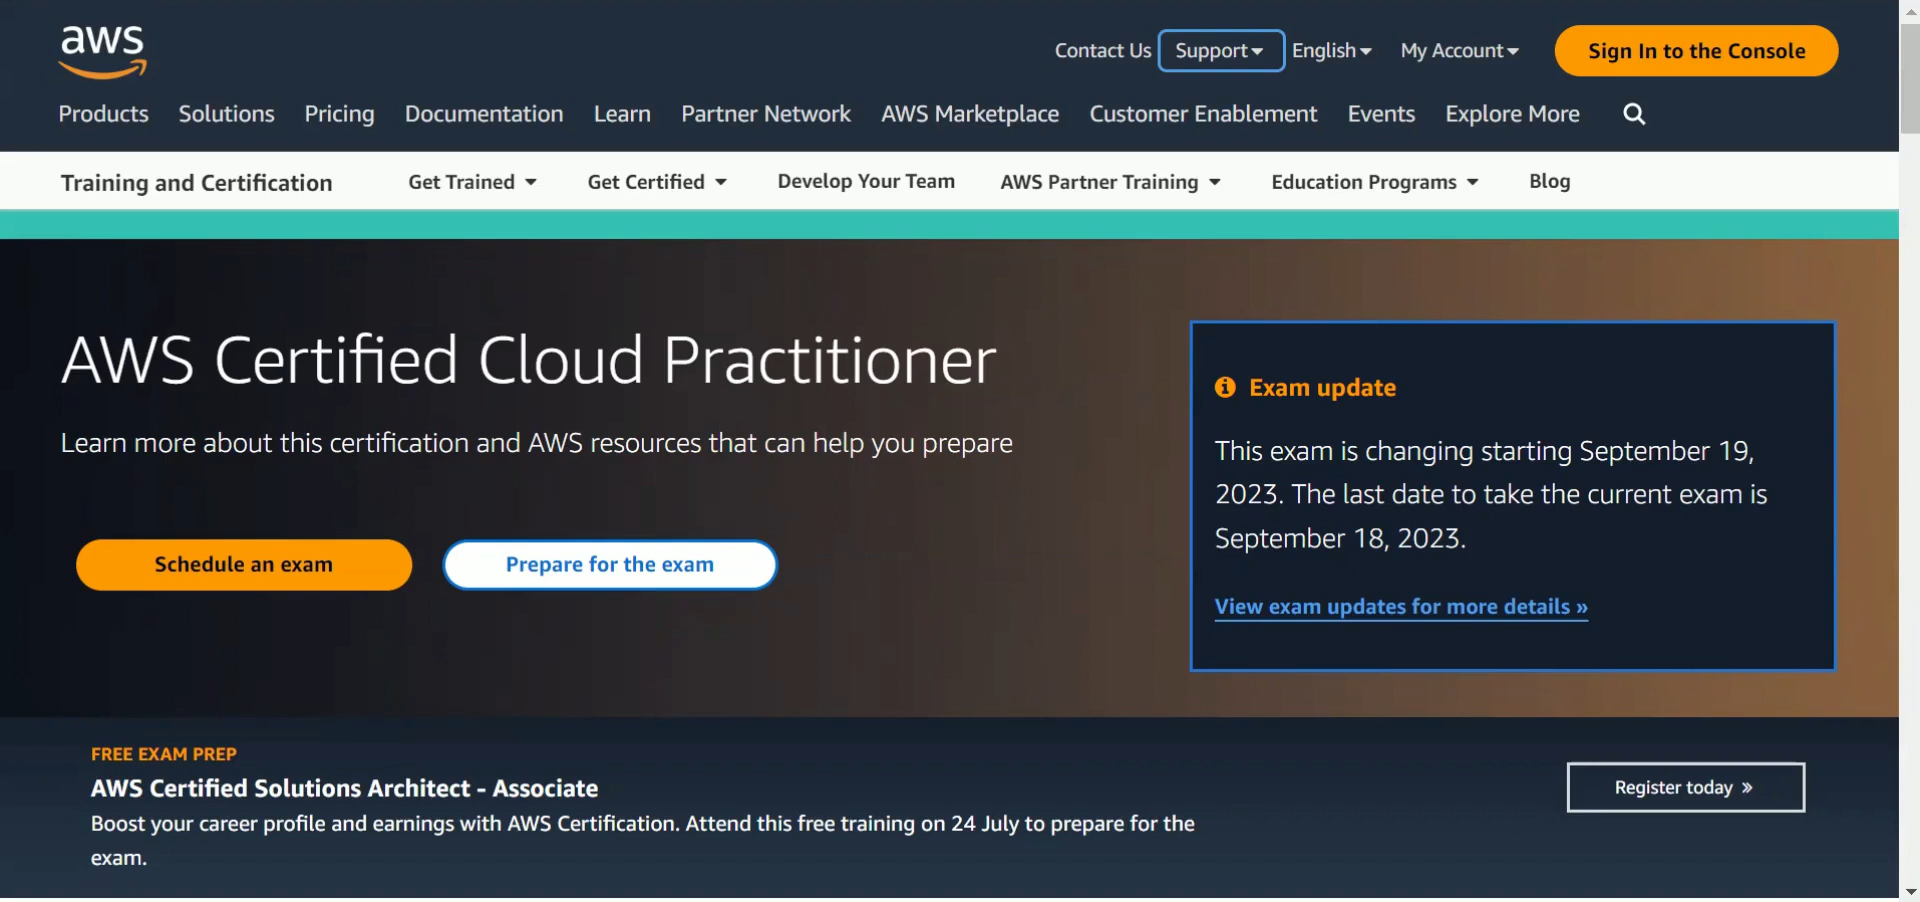 aws
Contact Us Support English My Account Sign In to the Console
Products Solutions Pricing Documentation Learn Partner Network AWS Marketplace Customer Enablement Events Explore More
Training and Certification Get Trained Get Certified Develop Your Team AWS Partner Training Education Programs Blog
AWS Certified Cloud Practitioner
Learn more about this certification and AWS resources that can help you prepare
Schedule an exam Prepare for the exam
Exam update
This exam is changing starting September 19,
2023. The last date to take the current exam is
September 18, 2023.
View exam updates for more details »
FREE EXAM PREP
AWS Certified Solutions Architect - Associate
Boost your career profile and earnings with AWS Certification. Attend this free training on 24 July to prepare for the
exam.
Register today »